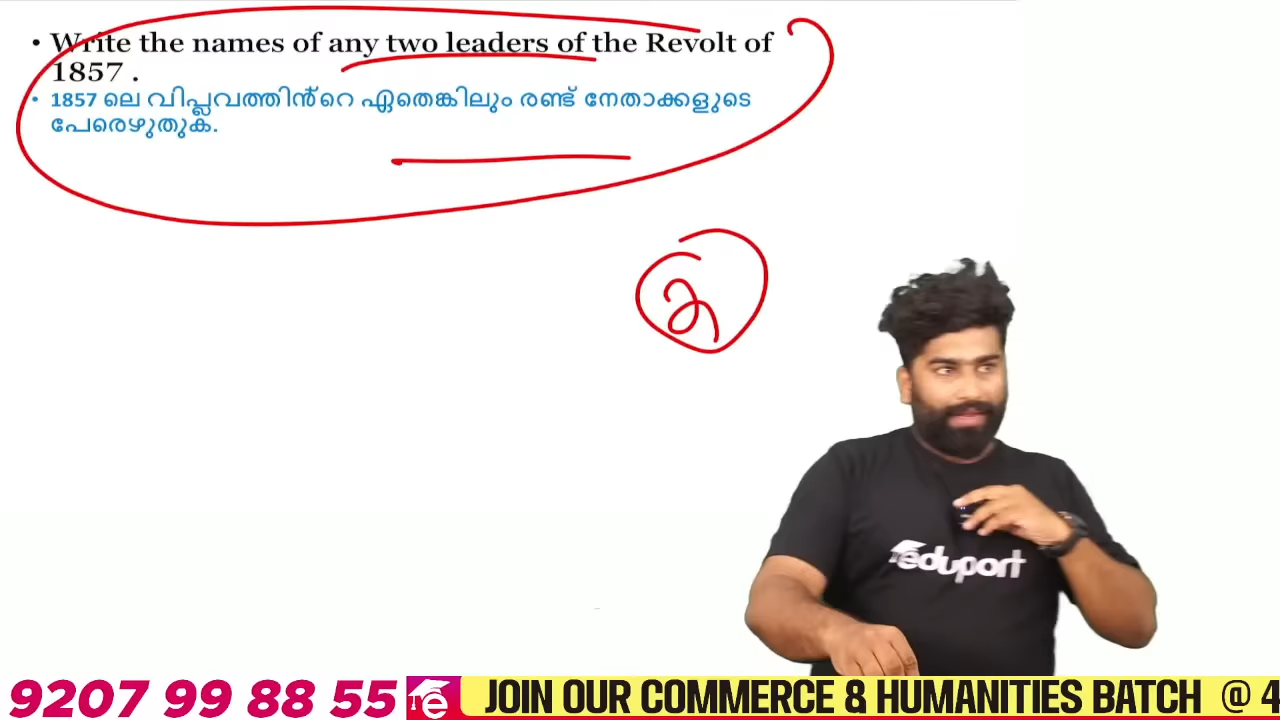 • Write the names of any two leaders of the Revolt of
1857 .
• 1857 ലെ വിപ്ലവത്തിൻ്റെ ഏതെങ്കിലും രണ്ട് നേതാക്കളുടെ
പേരെഴുതുക.
2
eduport
9207 99 88 55 e JOIN OUR COMMERCE & HUMANITIES BATCH @ 4